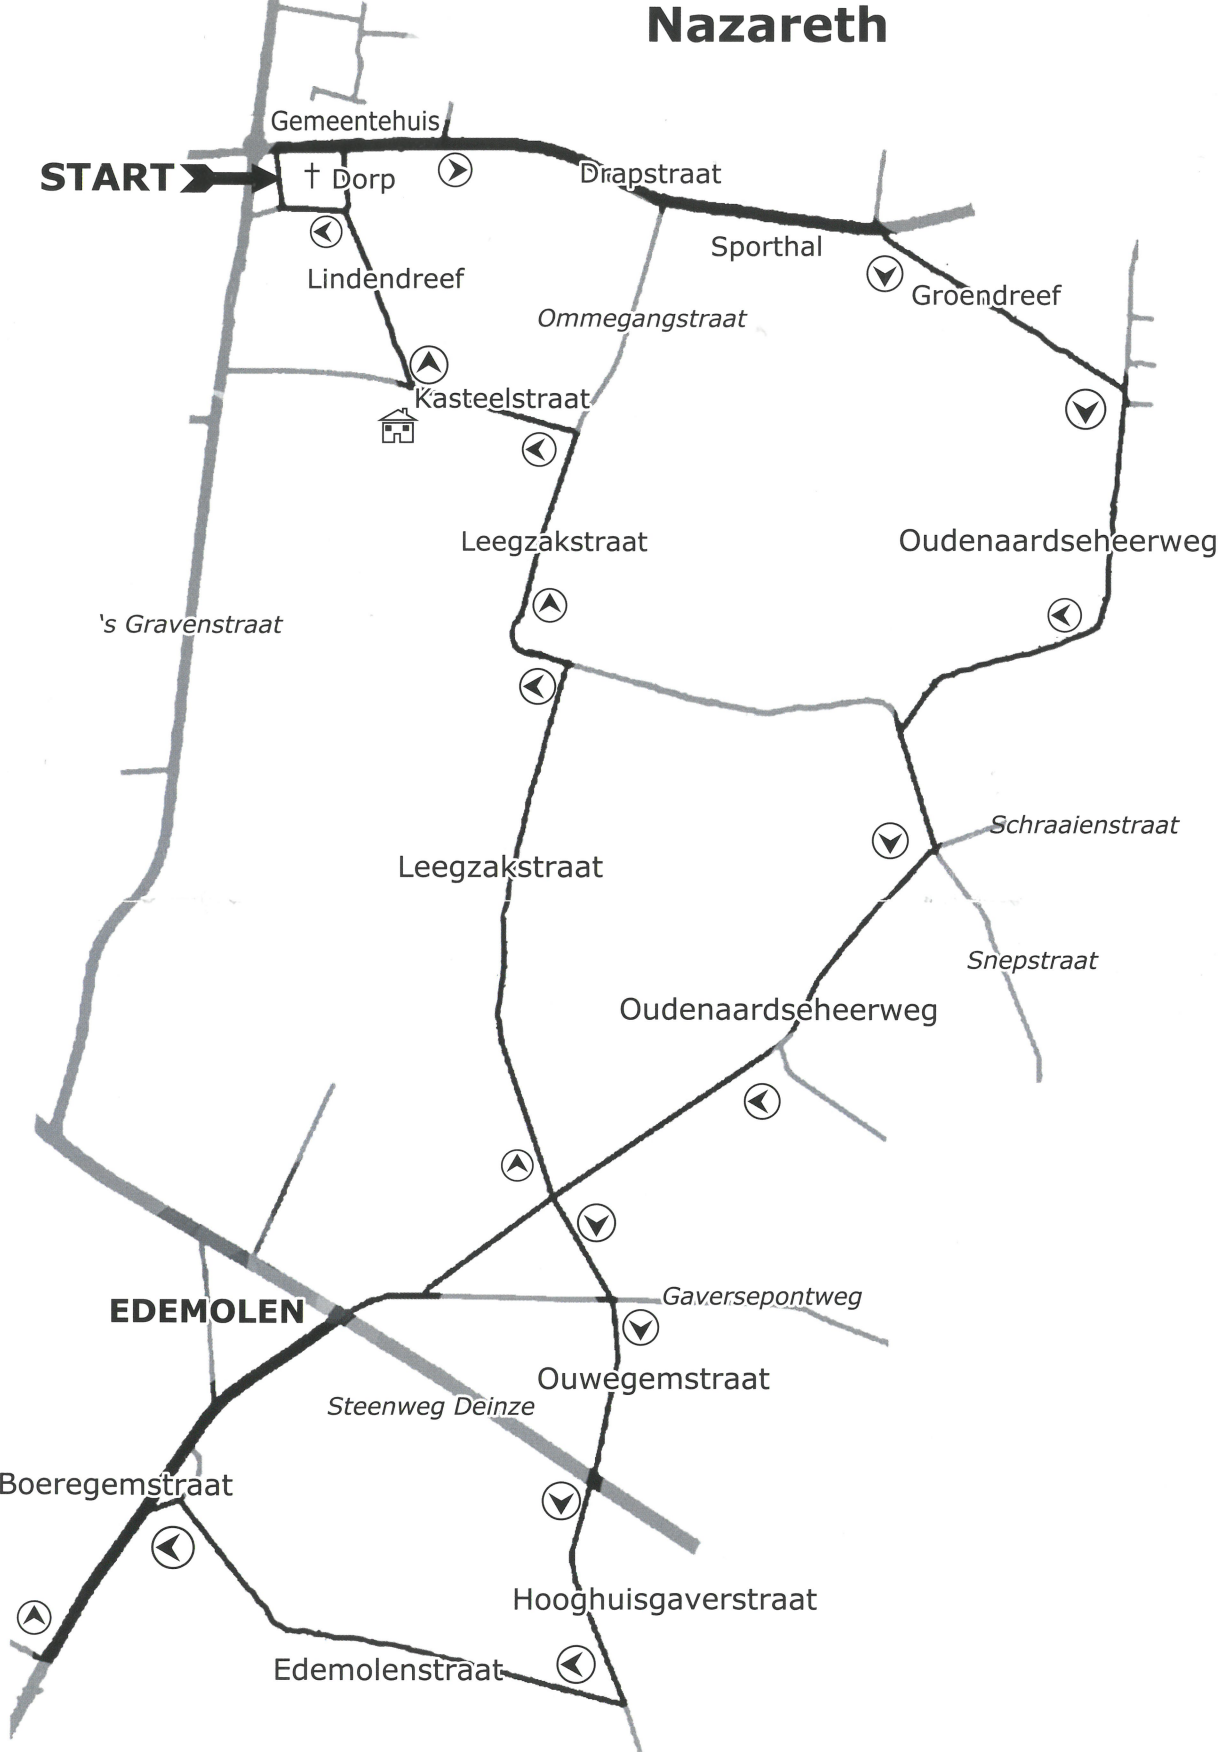 Nazareth
Gemeentehuis
START
† Dorp
Drapstraat
Sporthal
Lindendreef
Groendreef
Ommegangstraat
Kasteelstraat
Leegzakstraat
Oudenaardseheerweg
's Gravenstraat
Schraaienstraat
Leegzakstraat
Snepstraat
Oudenaardseheerweg
Gaversepontweg
EDEMOLEN
Ouwegemstraat
Steenweg Deinze
Boeregemstraat
Hooghuisgaverstraat
Edemolenstraat